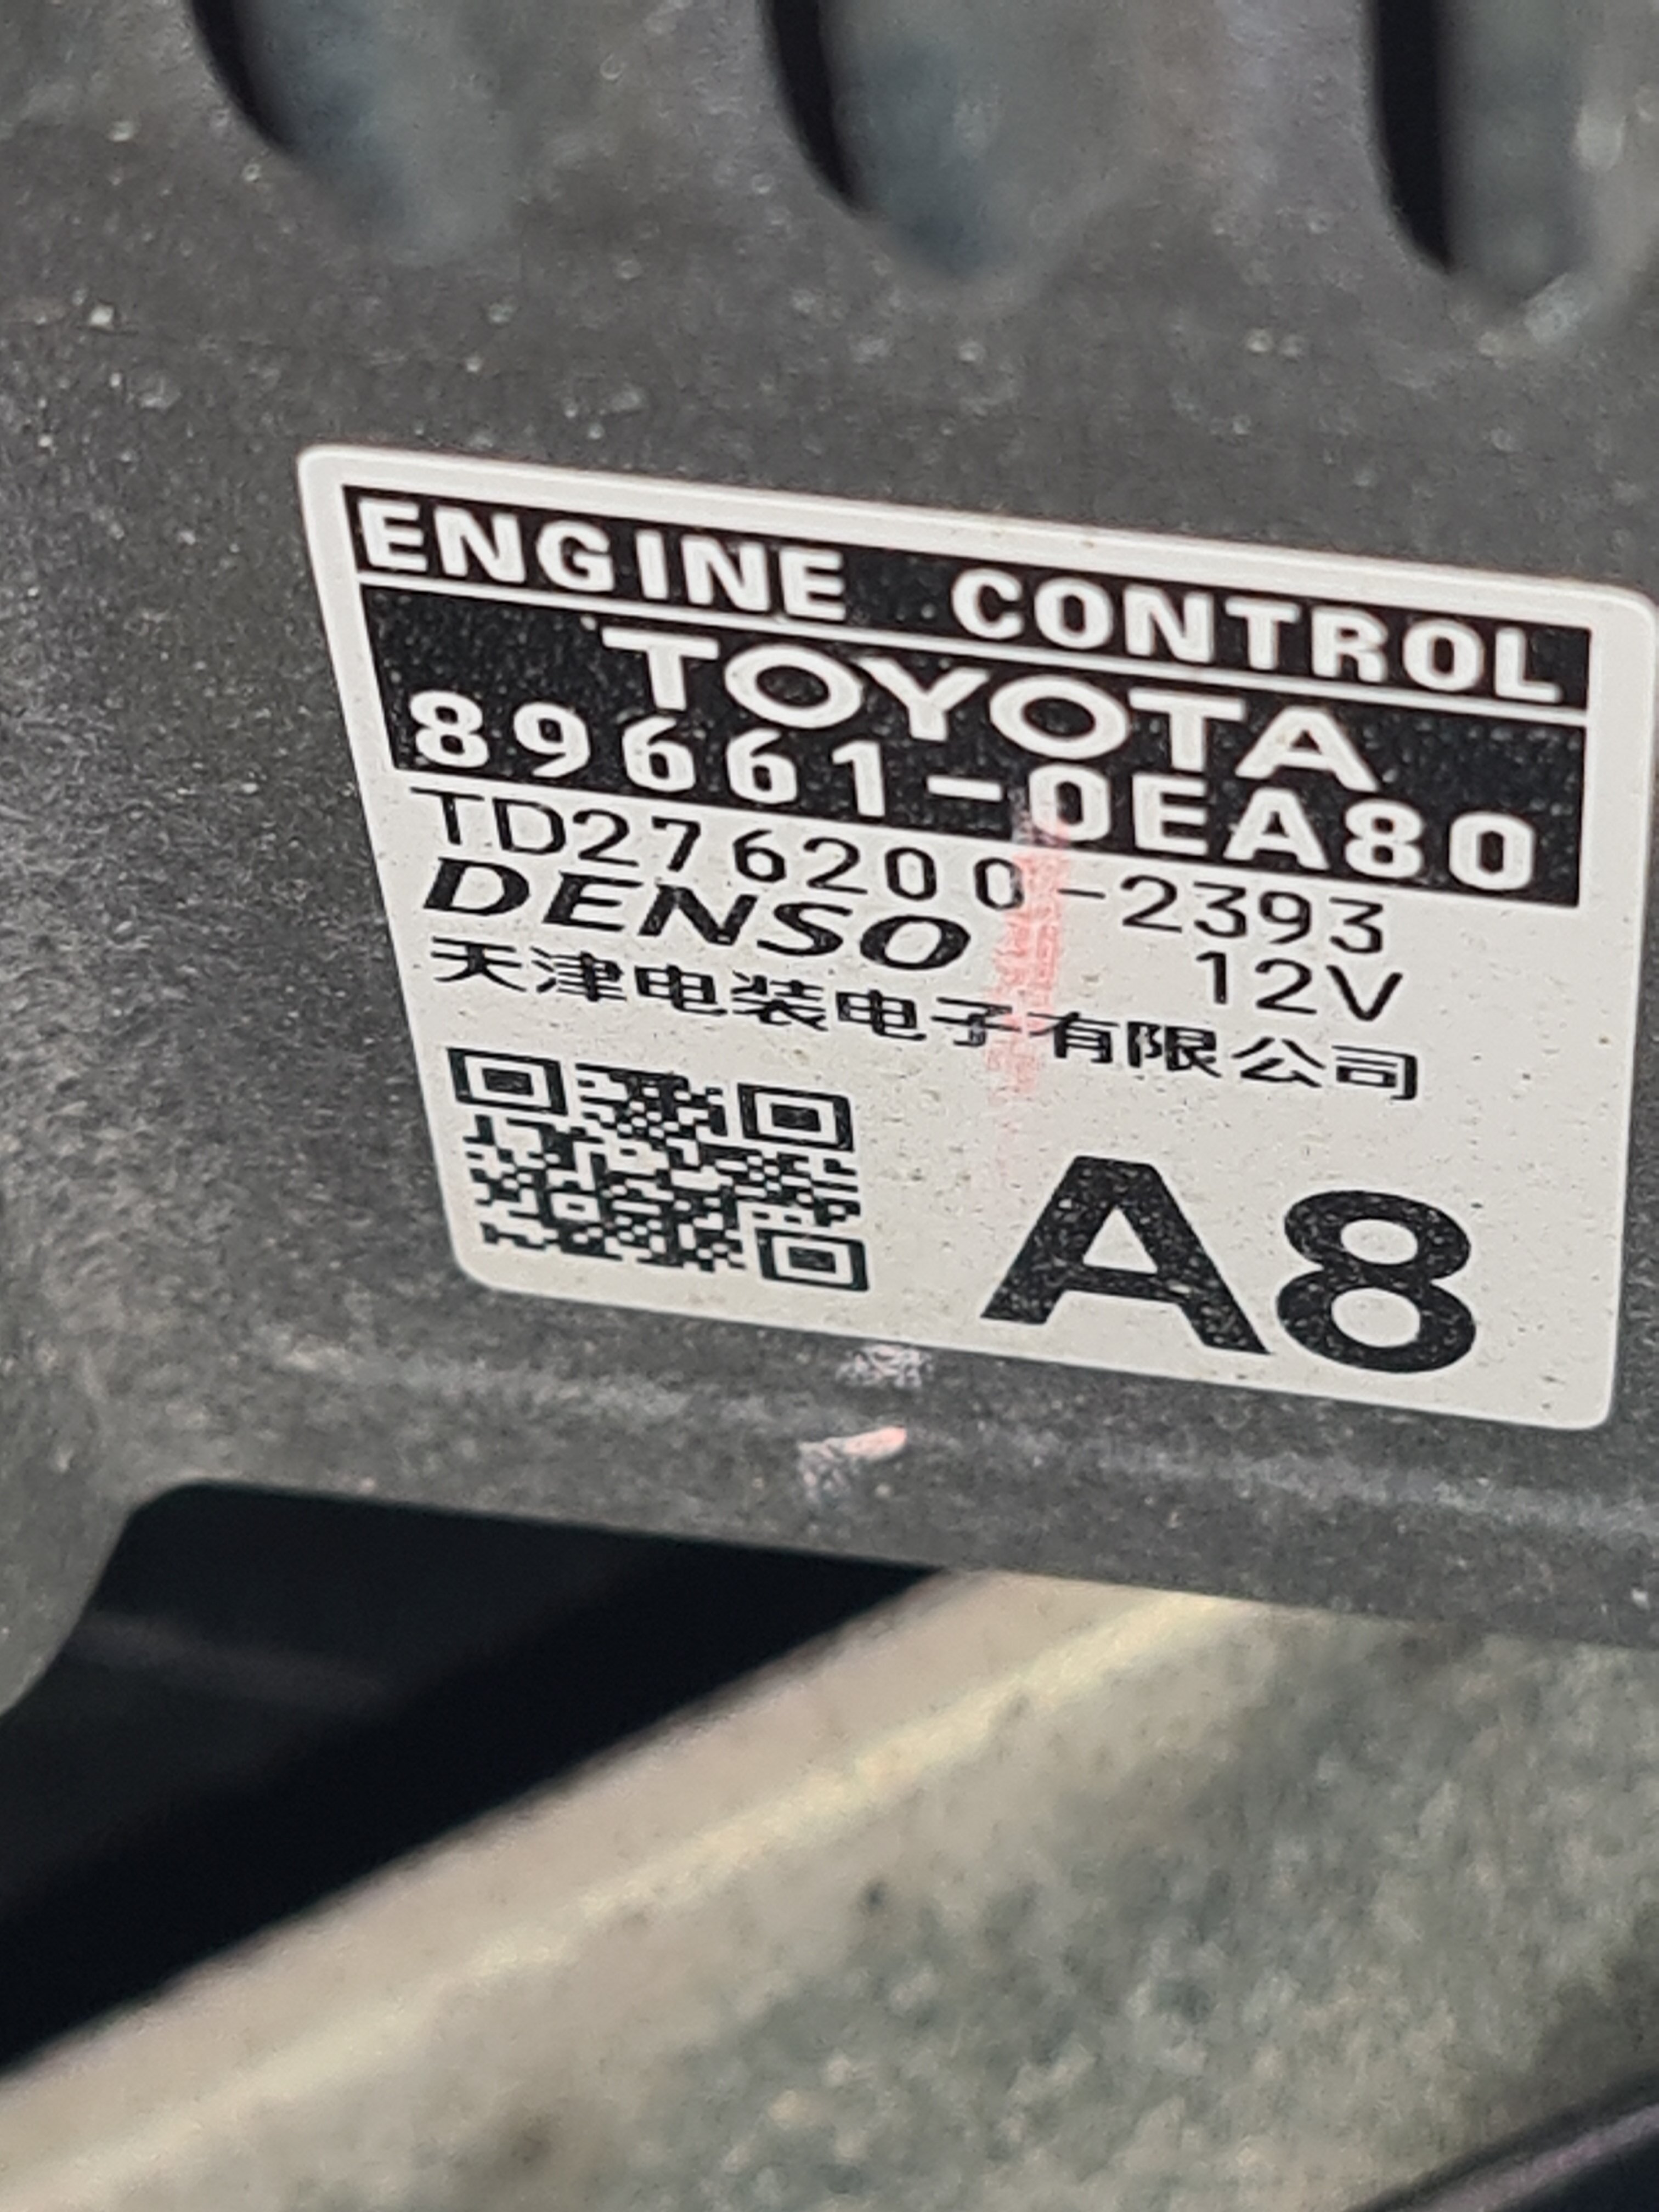 ENGINE CONTROL
TOYOTA
89661-0EA80
TD276200-2393
DENSO 12V
天津电装电子有限公司
A8